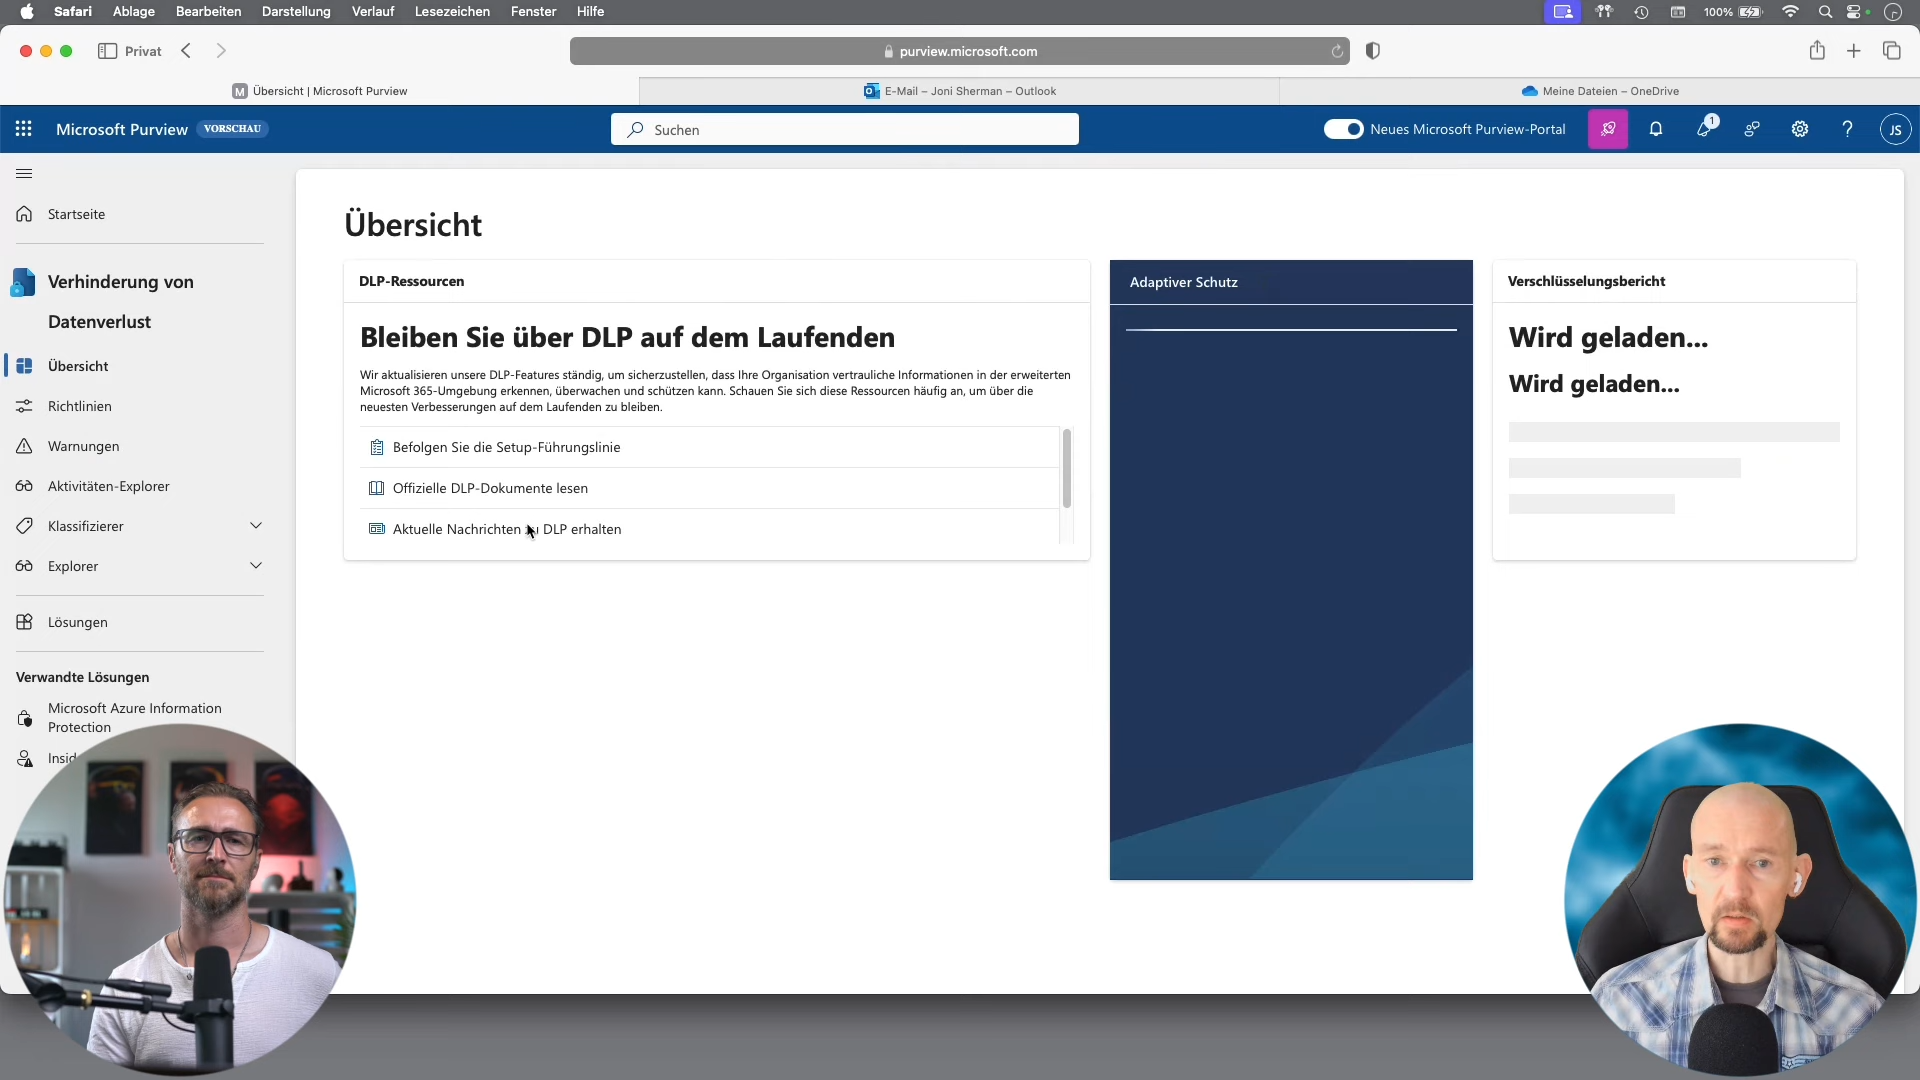 Safari Ablage Bearbeiten Darstellung Verlauf Lesezeichen Fenster Hilfe
100%
Privat
purview.microsoft.com
M Übersicht | Microsoft Purview
E-Mail – Joni Sherman – Outlook
Meine Dateien – OneDrive
Microsoft Purview VORSCHAU
Suchen
Neues Microsoft Purview-Portal
1
JS
Startseite
Verhinderung von
Datenverlust
Übersicht
Richtlinien
Warnungen
Aktivitäten-Explorer
Klassifizierer
Explorer
Lösungen
Verwandte Lösungen
Microsoft Azure Information
Protection
Übersicht
DLP-Ressourcen
Bleiben Sie über DLP auf dem Laufenden
Wir aktualisieren unsere DLP-Features ständig, um sicherzustellen, dass Ihre Organisation vertrauliche Informationen in der erweiterten
Microsoft 365-Umgebung erkennen, überwachen und schützen kann. Schauen Sie sich diese Ressourcen häufig an, um über die
neuesten Verbesserungen auf dem Laufenden zu bleiben.
Befolgen Sie die Setup-Führungslinie
Offizielle DLP-Dokumente lesen
Aktuelle Nachrichten zu DLP erhalten
Adaptiver Schutz
Verschlüsselungsbericht
Wird geladen...
Wird geladen...